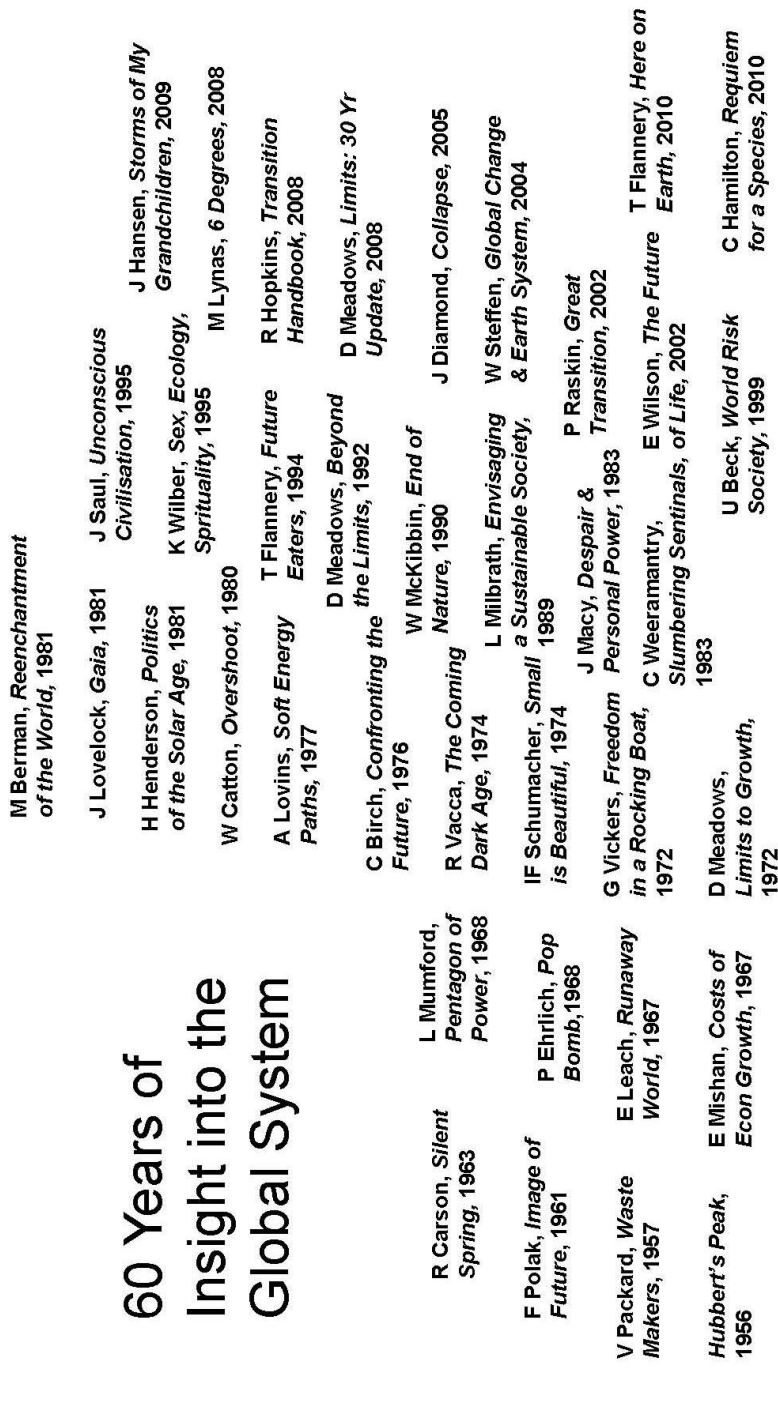 60 Years of
Insight into the
Global System
R Carson, Silent
Spring, 1963
F Polak, Image of
Future, 1961
V Packard, Waste
Makers, 1957
Hubbert's Peak,
1956
L Mumford,
Pentagon of
Power, 1968
P Ehrlich, Pop
Bomb,1968
E Leach, Runaway
World, 1967
E Mishan, Costs of
Econ Growth, 1967
M Berman, Reenchantment
of the World, 1981
J Lovelock, Gaia, 1981
H Henderson, Politics
of the Solar Age, 1981
W Catton, Overshoot, 1980
A Lovins, Soft Energy
Paths, 1977
C Birch, Confronting the
Future, 1976
R Vacca, The Coming
Dark Age, 1974
IF Schumacher, Small
is Beautiful, 1974
G Vickers, Freedom
in a Rocking Boat,
1972
D Meadows,
Limits to Growth,
1972
J Saul, Unconscious
Civilisation, 1995
K Wilber, Sex, Ecology,
Sprituality, 1995
T Flannery, Future
Eaters, 1994
D Meadows, Beyond
the Limits, 1992
W McKibbin, End of
Nature, 1990
L Milbrath, Envisaging
a Sustainable Society,
1989
J Macy, Despair &
Personal Power, 1983
C Weeramantry,
Slumbering Sentinals,
1983
J Hansen, Storms of My
Grandchildren, 2009
M Lynas, 6 Degrees, 2008
R Hopkins, Transition
Handbook, 2008
D Meadows, Limits: 30 Yr
Update, 2008
J Diamond, Collapse, 2005
W Steffen, Global Change
& Earth System, 2004
P Raskin, Great
Transition, 2002
E Wilson, The Future
of Life, 2002
U Beck, World Risk
Society, 1999
T Flannery, Here on
Earth, 2010
C Hamilton, Requiem
for a Species, 2010